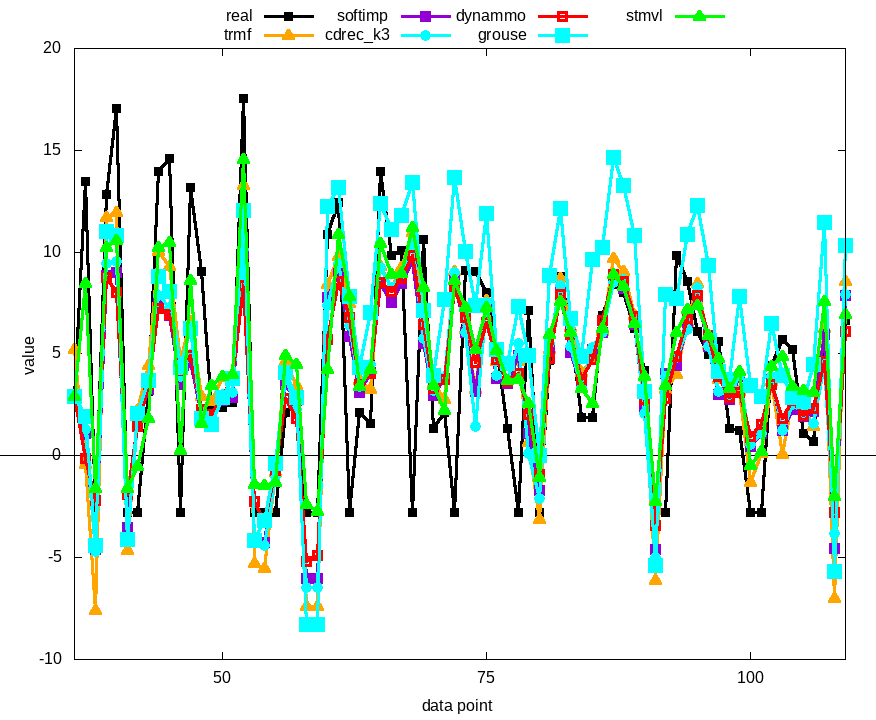 real softimp dynammo stmvl
trmf cdrec_k3 grouse
20
15
10
5
0
-5
-10
value
50 75 100
data point